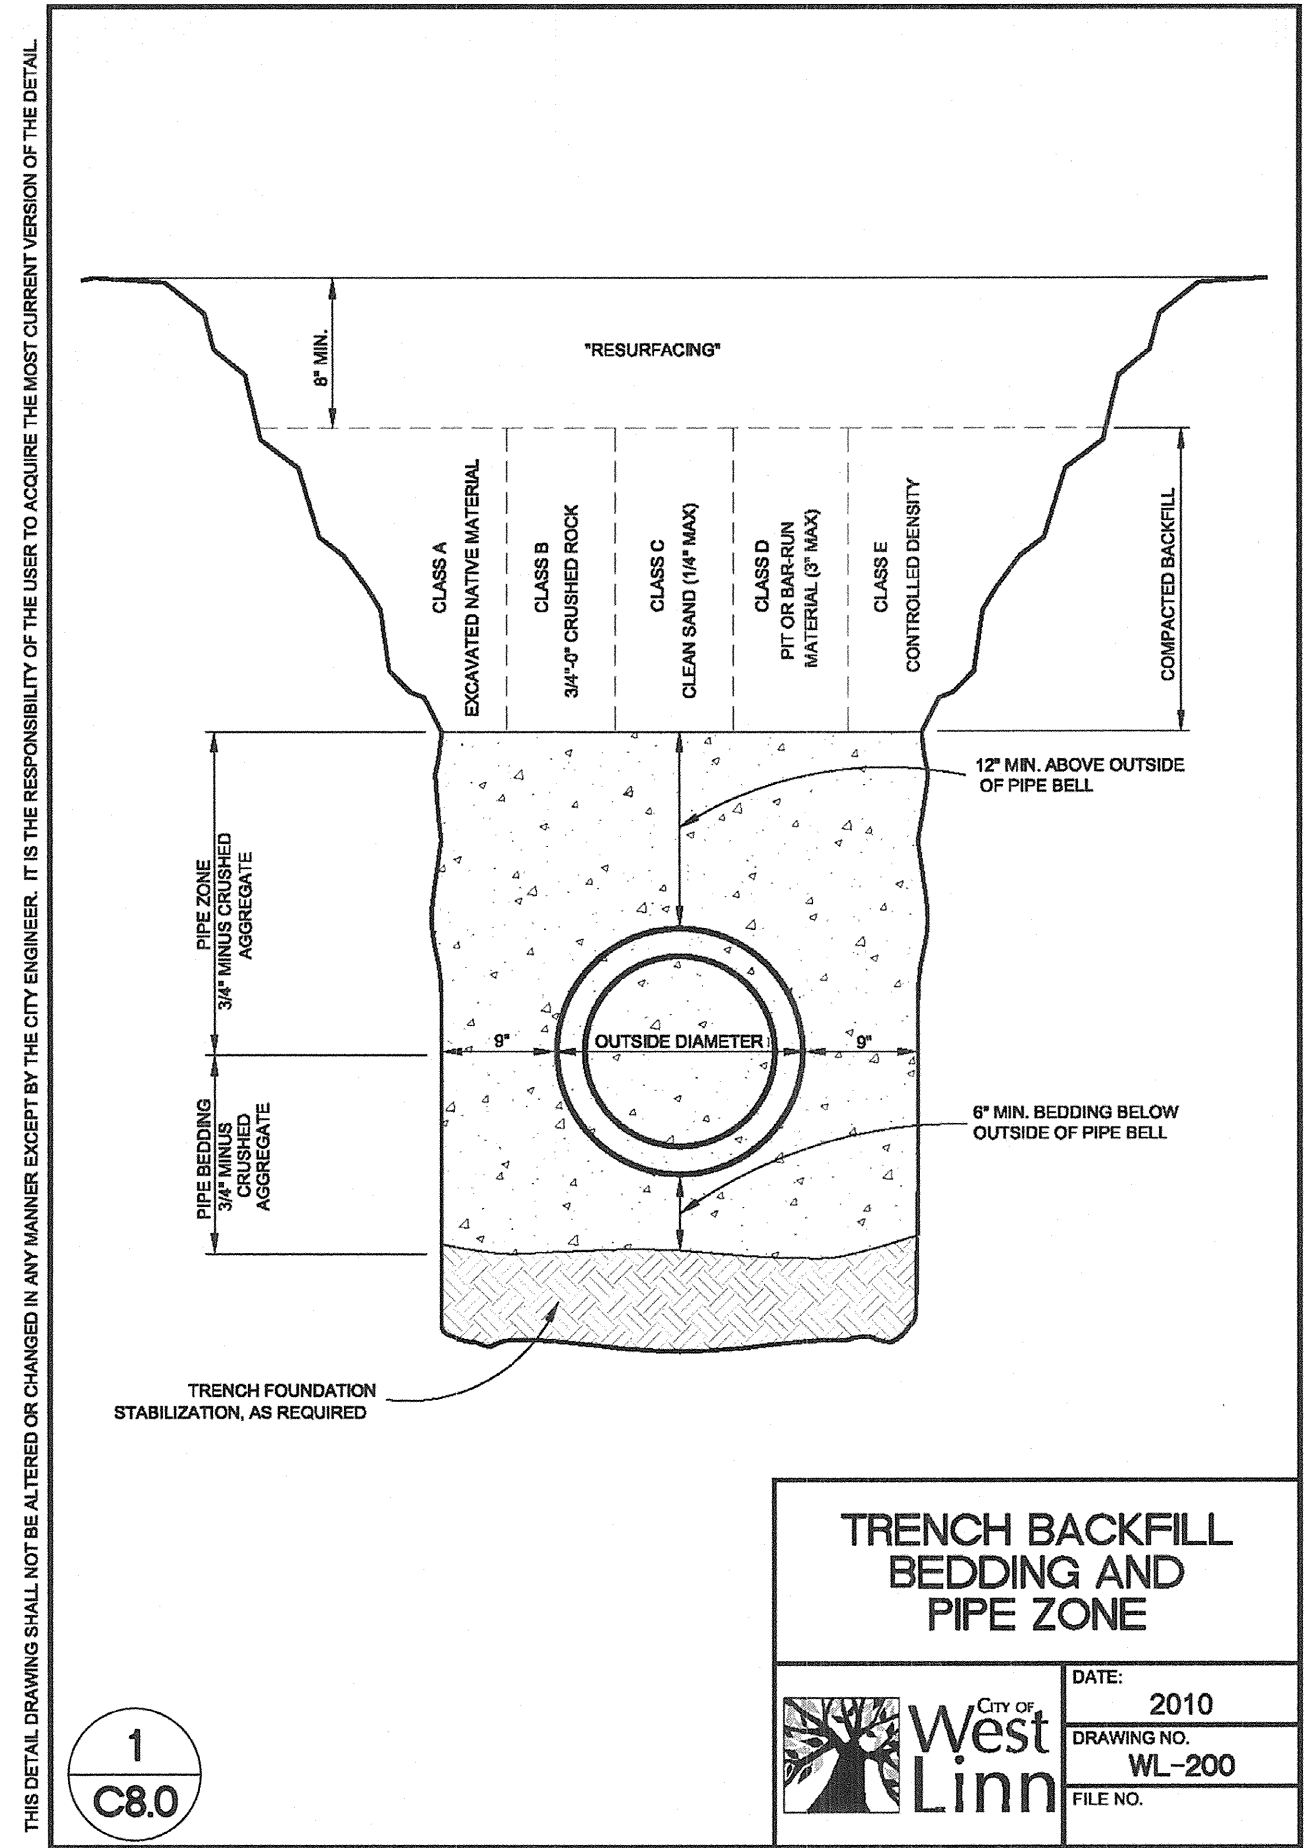 THIS DETAIL DRAWING SHALL NOT BE ALTERED OR CHANGED IN ANY MANNER EXCEPT BY THE CITY ENGINEER. IT IS THE RESPONSIBILITY OF THE USER TO ACQUIRE THE MOST CURRENT VERSION OF THE DETAIL.
8" MIN.
"RESURFACING"
CLASS A
EXCAVATED NATIVE MATERIAL
CLASS B
3/4"-0" CRUSHED ROCK
CLASS C
CLEAN SAND (1/4" MAX)
CLASS D
PIT OR BAR-RUN
MATERIAL (3" MAX)
CLASS E
CONTROLLED DENSITY
COMPACTED BACKFILL
12" MIN. ABOVE OUTSIDE
OF PIPE BELL
PIPE ZONE
3/4" MINUS CRUSHED
AGGREGATE
9"
OUTSIDE DIAMETER
9"
PIPE BEDDING
3/4" MINUS
CRUSHED
AGGREGATE
6" MIN. BEDDING BELOW
OUTSIDE OF PIPE BELL
TRENCH FOUNDATION
STABILIZATION, AS REQUIRED
TRENCH BACKFILL
BEDDING AND
PIPE ZONE
CITY OF
West
Linn
DATE:
2010
DRAWING NO.
WL-200
FILE NO.
1
C8.0